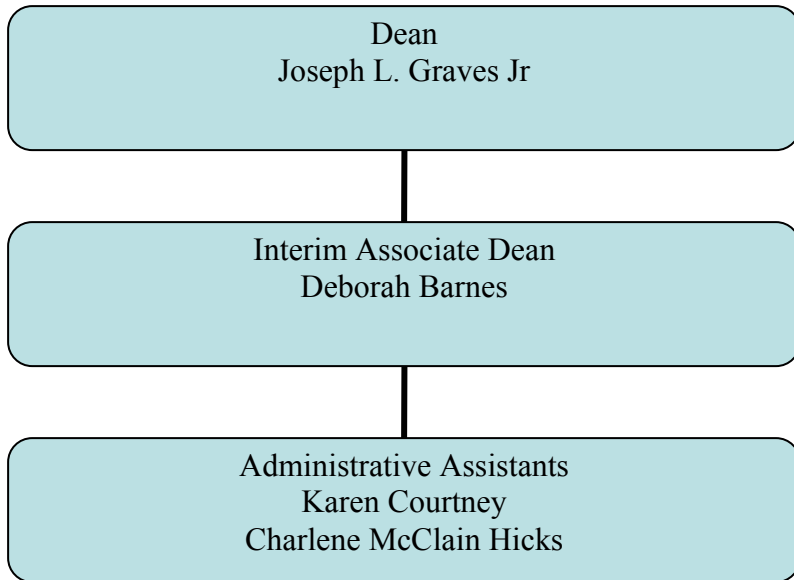 Dean
Joseph L. Graves Jr
Interim Associate Dean
Deborah Barnes
Administrative Assistants
Karen Courtney
Charlene McClain Hicks